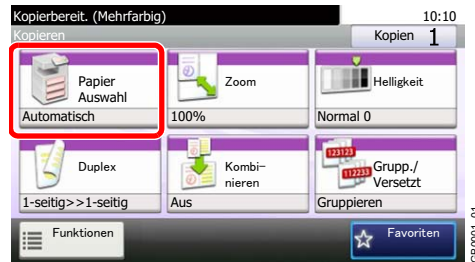 Kopierbereit. (Mehrfarbig)
10:10
Kopieren
Kopien 1
Papier
Auswahl
Automatisch
Zoom
100%
Helligkeit
Normal 0
Duplex
1-seitig>>1-seitig
Kombi-
nieren
Aus
123123
112233
Grupp./
Versetzt
Gruppieren
Funktionen
Favoriten